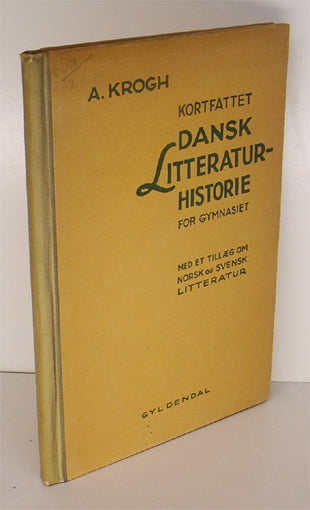 A. KROGH
KORTFATTET
DANSK
LITTERATUR-
HISTORIE
FOR GYMNASIET
MED ET TILLÆG OM
NORSK OG SVENSK
LITTERATUR
GYLDENDAL